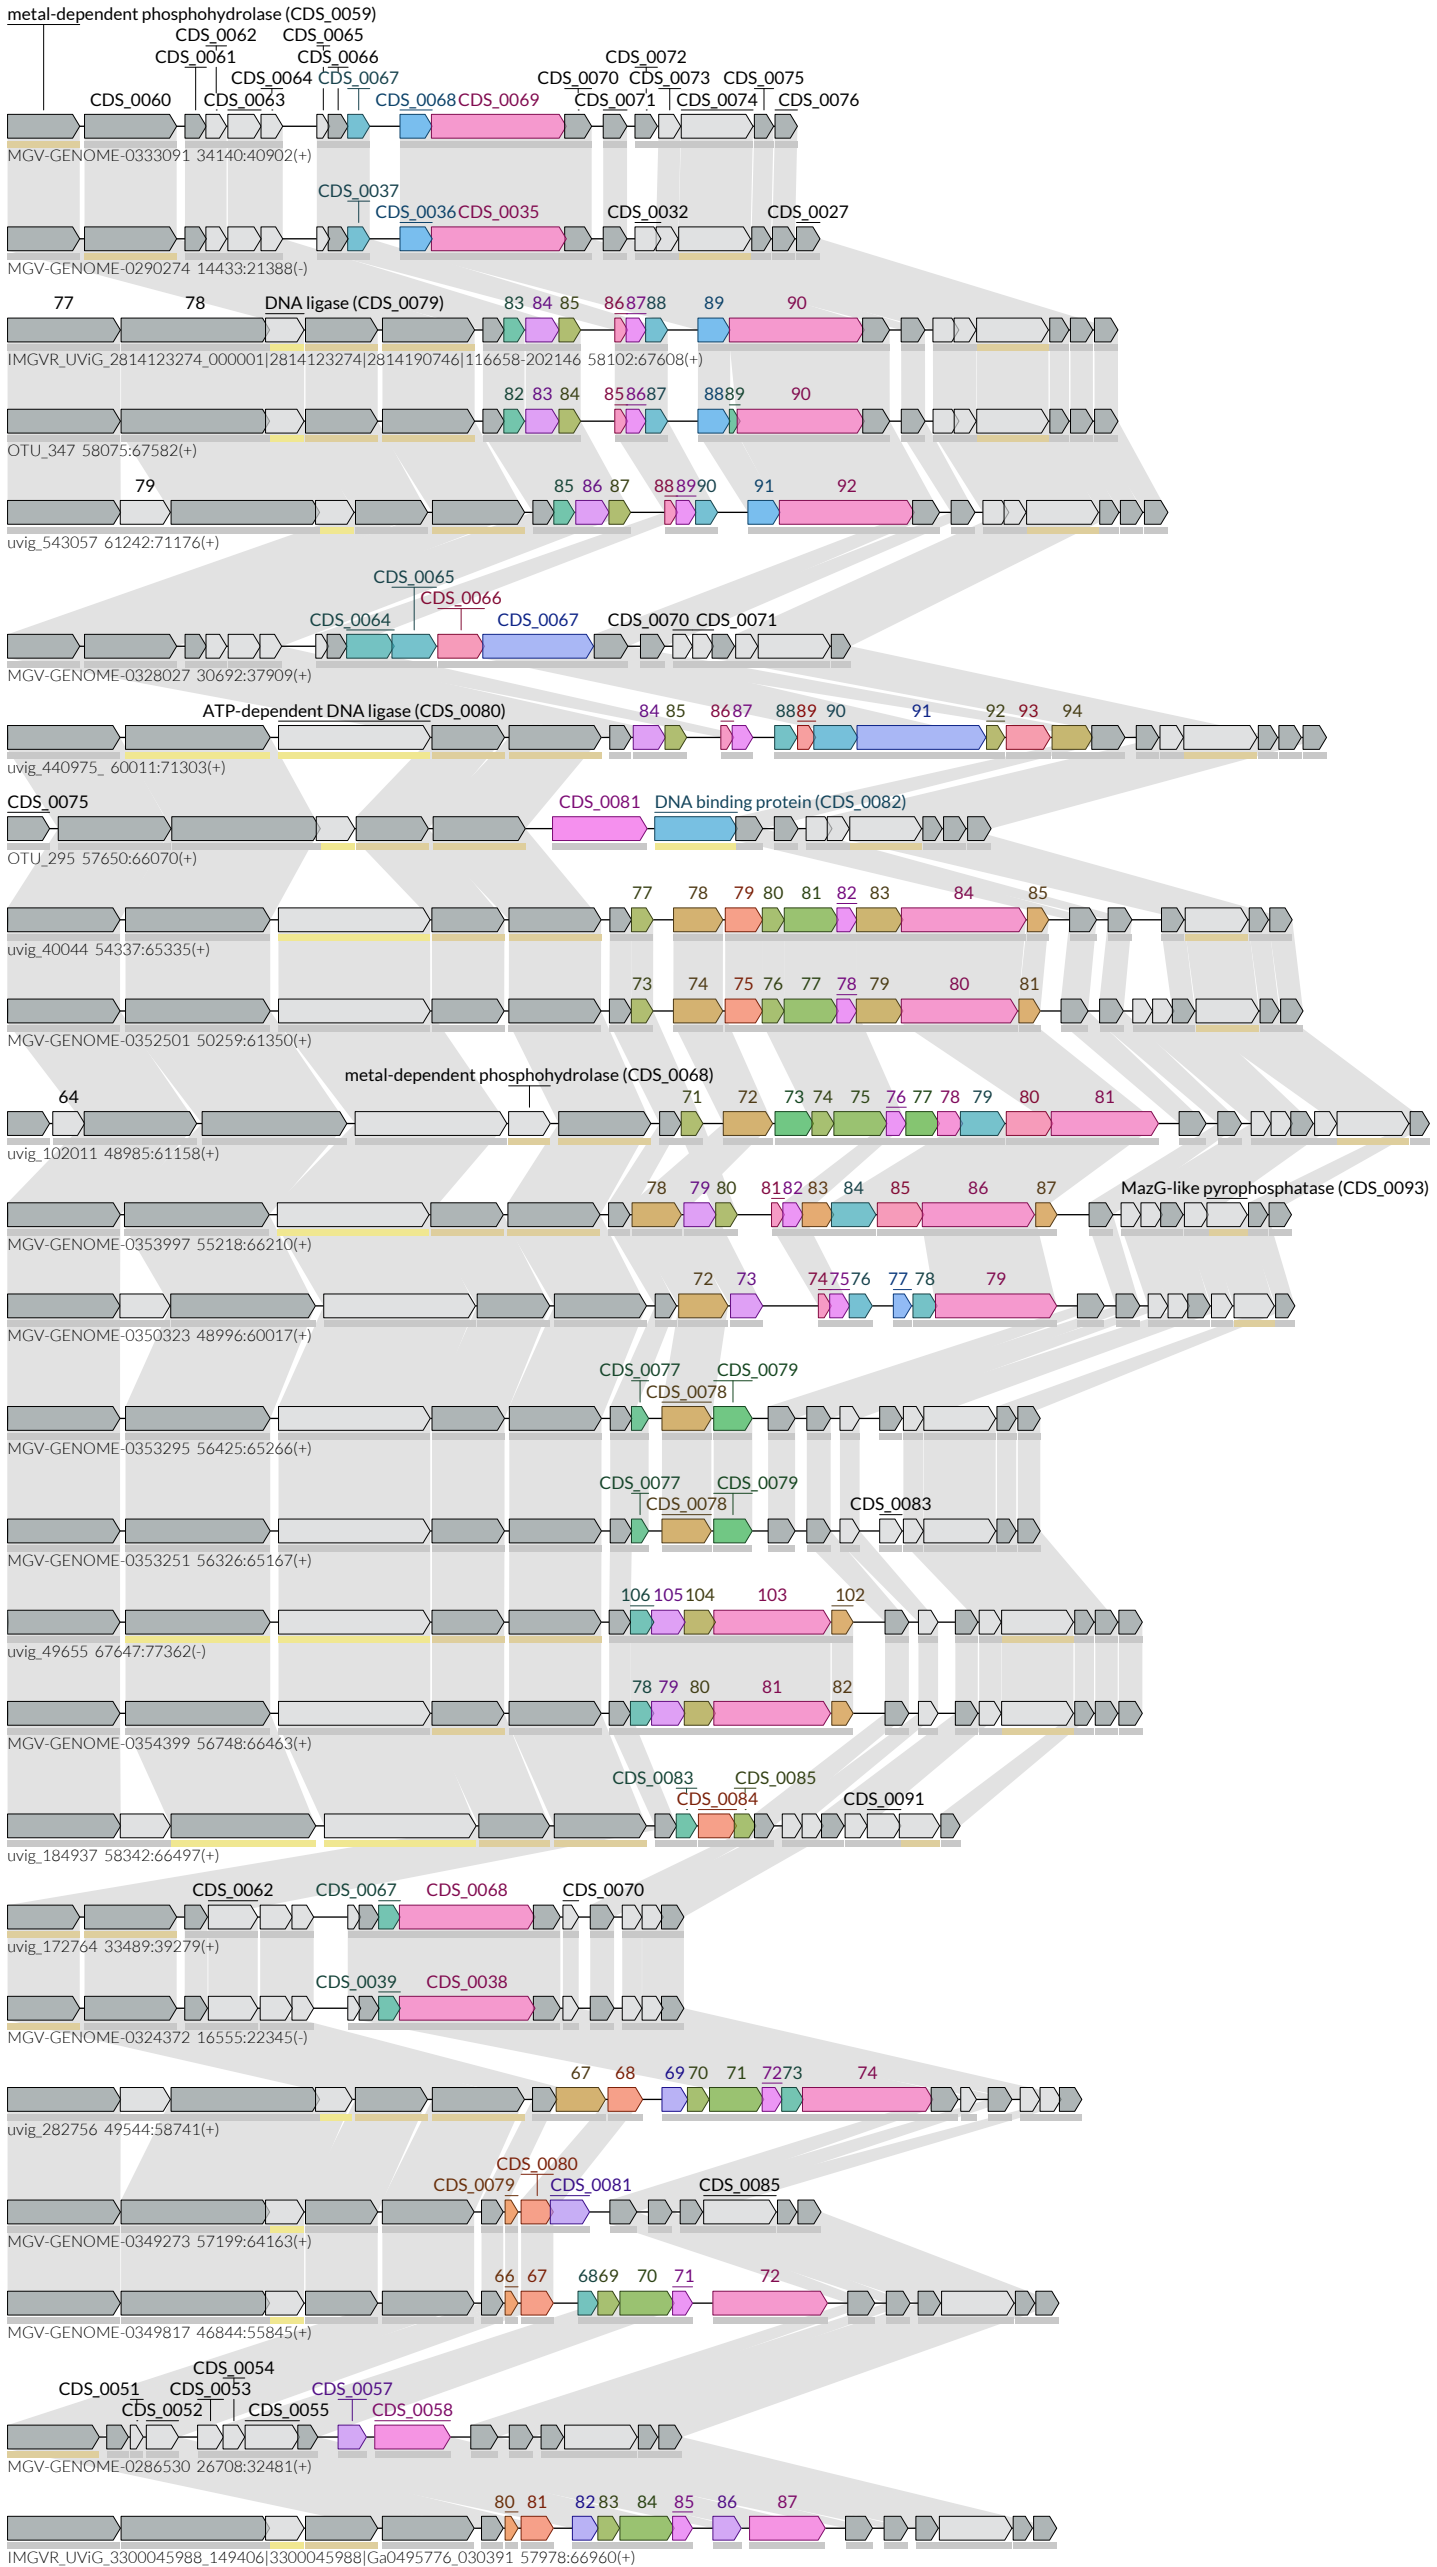 metal-dependent phosphohydrolase (CDS_0059)
CDS_0062 CDS_0065
CDS_0061 CDS_0066 CDS_0072
CDS_0064 CDS_0067 CDS_0070 CDS_0073 CDS_0075
CDS_0060 CDS_0063 CDS_0068 CDS_0069 CDS_0071 CDS_0074 CDS_0076
MGV-GENOME-0333091 34140:40902(+)
CDS_0037
CDS_0036 CDS_0035 CDS_0032 CDS_0027
MGV-GENOME-0290274 14433:21388(-)
77 78 DNA ligase (CDS_0079) 83 84 85 86 87 88 89 90
IMGVR_UViG_2814123274_000001|2814123274|2814190746|116658-202146 58102:67608(+)
82 83 84 85 86 87 88 89 90
OTU_347 58075:67582(+)
79 85 86 87 88 89 90 91 92
uvig_543057 61242:71176(+)
CDS_0065
CDS_0066
CDS_0064 CDS_0067 CDS_0070 CDS_0071
MGV-GENOME-0328027 30692:37909(+)
ATP-dependent DNA ligase (CDS_0080) 84 85 86 87 88 89 90 91 92 93 94
uvig_440975_ 60011:71303(+)
CDS_0075 CDS_0081 DNA binding protein (CDS_0082)
OTU_295 57650:66070(+)
77 78 79 80 81 82 83 84 85
uvig_40044 54337:65335(+)
73 74 75 76 77 78 79 80 81
MGV-GENOME-0352501 50259:61350(+)
metal-dependent phosphohydrolase (CDS_0068)
64 71 72 73 74 75 76 77 78 79 80 81
uvig_102011 48985:61158(+)
78 79 80 81 82 83 84 85 86 87 MazG-like pyrophosphatase (CDS_0093)
MGV-GENOME-0353997 55218:66210(+)
72 73 74 75 76 77 78 79
MGV-GENOME-0350323 48996:60017(+)
CDS_0077 CDS_0079
CDS_0078
MGV-GENOME-0353295 56425:65266(+)
CDS_0077 CDS_0079
CDS_0078 CDS_0083
MGV-GENOME-0353251 56326:65167(+)
106 105 104 103 102
uvig_49655 67647:77362(-)
78 79 80 81 82
MGV-GENOME-0354399 56748:66463(+)
CDS_0083 CDS_0085
CDS_0084 CDS_0091
uvig_184937 58342:66497(+)
CDS_0062 CDS_0067 CDS_0068 CDS_0070
uvig_172764 33489:39279(+)
CDS_0039 CDS_0038
MGV-GENOME-0324372 16555:22345(-)
67 68 69 70 71 72 73 74
uvig_282756 49544:58741(+)
CDS_0080
CDS_0079 CDS_0081 CDS_0085
MGV-GENOME-0349273 57199:64163(+)
66 67 68 69 70 71 72
MGV-GENOME-0349817 46844:55845(+)
CDS_0054
CDS_0051 CDS_0053 CDS_0057
CDS_0052 CDS_0055 CDS_0058
MGV-GENOME-0286530 26708:32481(+)
80 81 82 83 84 85 86 87
IMGVR_UViG_3300045988_149406|3300045988|Ga0495776_030391 57978:66960(+)